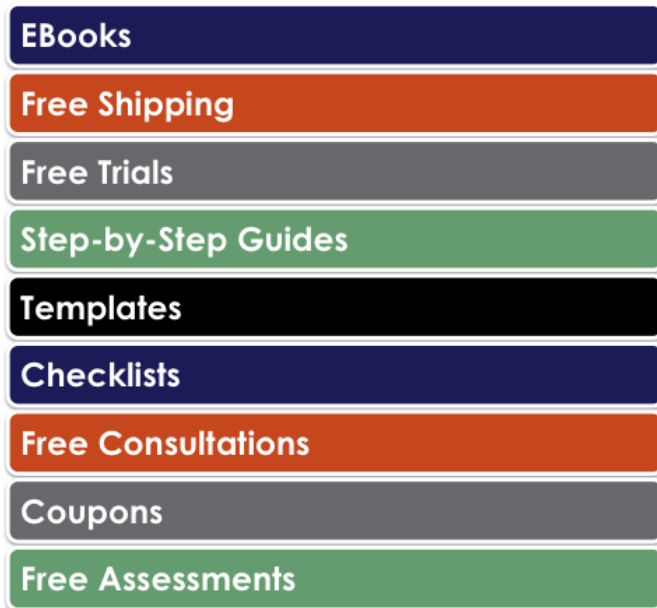 EBooks
Free Shipping
Free Trials
Step-by-Step Guides
Templates
Checklists
Free Consultations
Coupons
Free Assessments